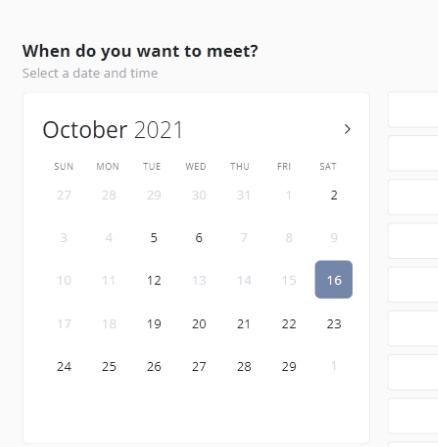 When do you want to meet?
Select a date and time
October 2021
SUN MON TUE WED THU FRI SAT
27 28 29 30 31 1 2
3 4 5 6 7 8 9
10 11 12 13 14 15 16
17 18 19 20 21 22 23
24 25 26 27 28 29 1